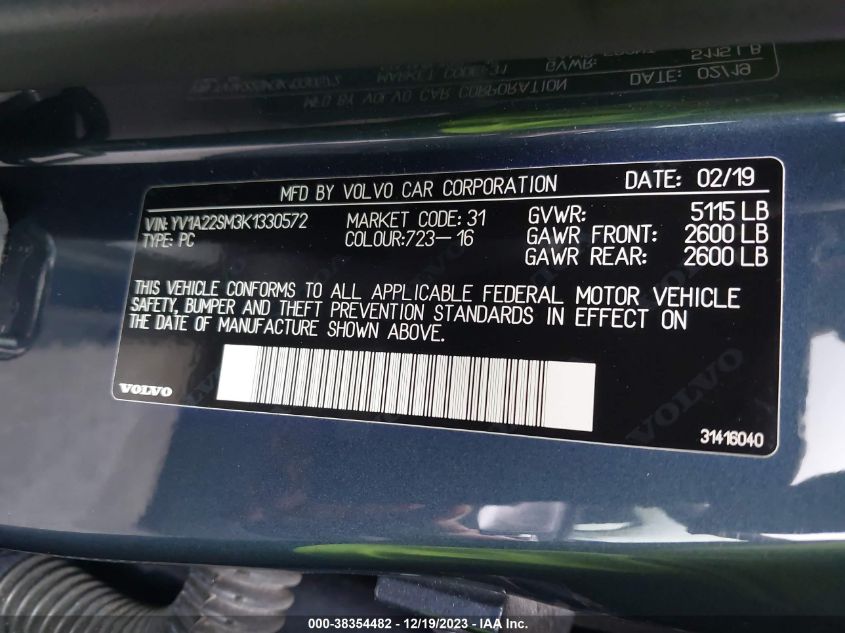 MFD BY VOLVO CAR CORPORATION DATE: 02/19
VIN: YV1A22SM3K1330572 MARKET CODE: 31 GVWR: 5115 LB
TYPE: PC COLOUR:723-16 GAWR FRONT: 2600 LB
GAWR REAR: 2600 LB
THIS VEHICLE CONFORMS TO ALL APPLICABLE FEDERAL MOTOR VEHICLE
SAFETY, BUMPER AND THEFT PREVENTION STANDARDS IN EFFECT ON
THE DATE OF MANUFACTURE SHOWN ABOVE.
VOLVO
VOLVO
31416040
000-38354482 - 12/19/2023 - IAA Inc.